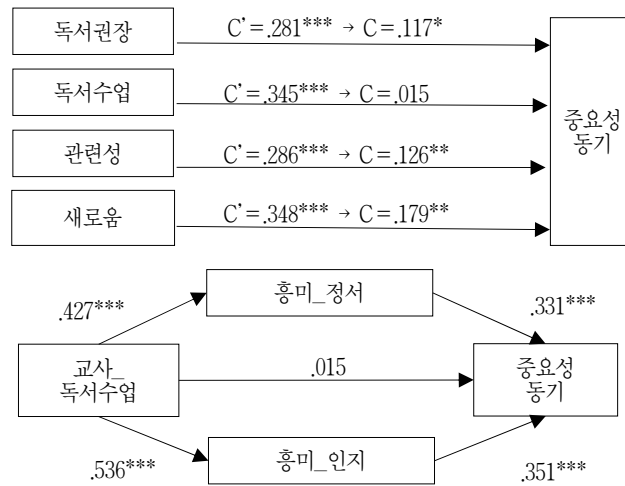 독서권장
C'=.281*** → C=.117*
독서수업
C'=.345*** → C=.015
관련성
C'=.286*** → C=.126**
새로움
C'=.348*** → C=.179**
중요성
동기
흥미_정서
.427***
.331***
교사_
독서수업
.015
중요성
동기
.536***
흥미_인지
.351***